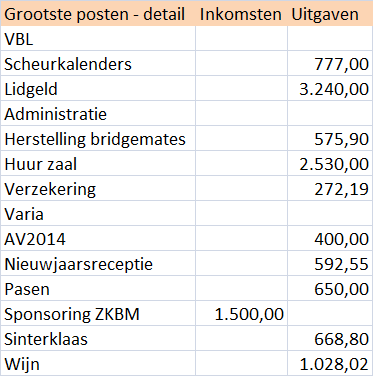 Grootste posten - detail Inkomsten Uitgaven
VBL
Scheurkalenders 777,00
Lidgeld 3.240,00
Administratie
Herstelling bridgemates 575,90
Huur zaal 2.530,00
Verzekering 272,19
Varia
AV2014 400,00
Nieuwjaarsreceptie 592,55
Pasen 650,00
Sponsoring ZKBM 1.500,00
Sinterklaas 668,80
Wijn 1.028,02